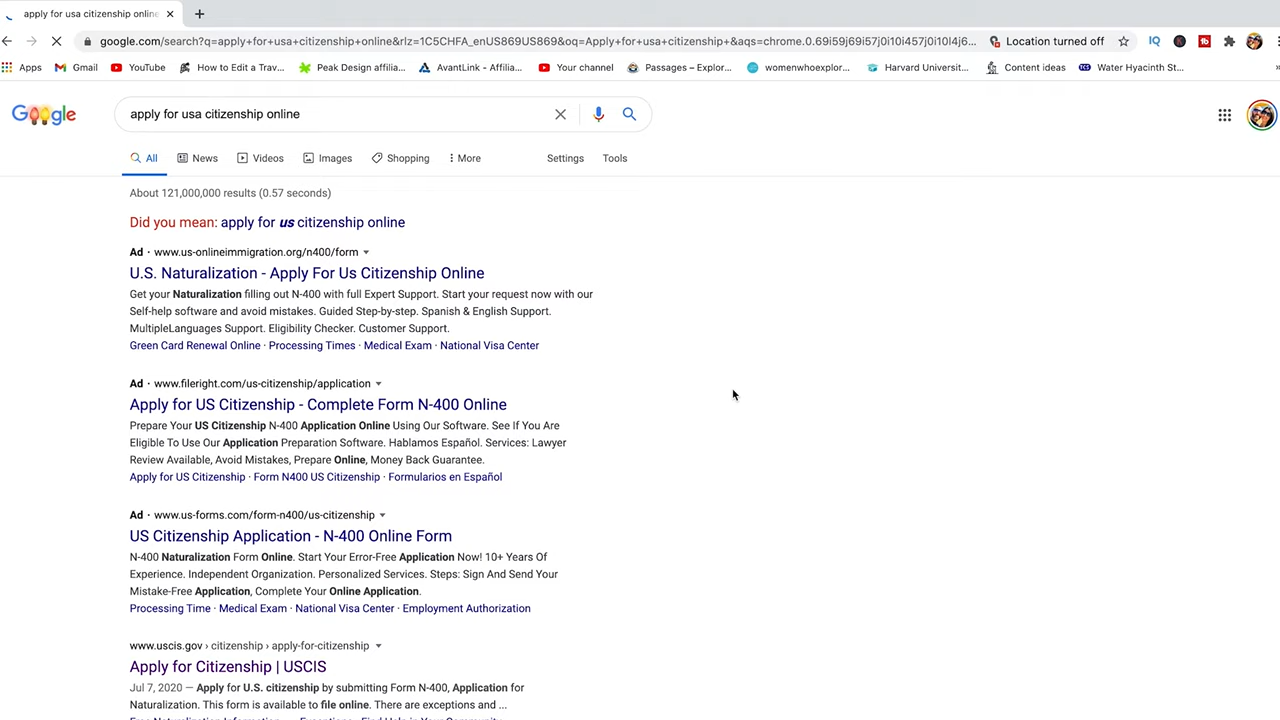 apply for usa citizenship online
google.com/search?q=apply+for+usa+citizenship+online&rlz=1C5CHFA_enUS869US869&oq=Apply+for+usa+citizenship+&aqs=chrome.0.69i59j69i57j0i10i457j0i10l4j6...
Location turned off
IQ
Apps
Gmail
YouTube
How to Edit a Trav...
Peak Design affilia...
AvantLink - Affilia...
Your channel
Passages – Explor...
womenwhoexplor...
Harvard Universit...
Content ideas
Water Hyacinth St...
»
Google
apply for usa citizenship online
All
News
Videos
Images
Shopping
More
Settings
Tools
About 121,000,000 results (0.57 seconds)
Did you mean: apply for us citizenship online
Ad · www.us-onlineimmigration.org/n400/form
U.S. Naturalization - Apply For Us Citizenship Online
Get your Naturalization filling out N-400 with full Expert Support. Start your request now with our
Self-help software and avoid mistakes. Guided Step-by-step. Spanish & English Support.
MultipleLanguages Support. Eligibility Checker. Customer Support.
Green Card Renewal Online · Processing Times · Medical Exam · National Visa Center
Ad · www.fileright.com/us-citizenship/application
Apply for US Citizenship - Complete Form N-400 Online
Prepare Your US Citizenship N-400 Application Online Using Our Software. See If You Are
Eligible To Use Our Application Preparation Software. Hablamos Español. Services: Lawyer
Review Available, Avoid Mistakes, Prepare Online, Money Back Guarantee.
Apply for US Citizenship · Form N400 US Citizenship · Formularios en Español
Ad · www.us-forms.com/form-n400/us-citizenship
US Citizenship Application - N-400 Online Form
N-400 Naturalization Form Online. Start Your Error-Free Application Now! 10+ Years Of
Experience. Independent Organization. Personalized Services. Steps: Sign And Send Your
Mistake-Free Application, Complete Your Online Application.
Processing Time · Medical Exam · National Visa Center · Employment Authorization
www.uscis.gov › citizenship › apply-for-citizenship
Apply for Citizenship | USCIS
Jul 7, 2020 — Apply for U.S. citizenship by submitting Form N-400, Application for
Naturalization. This form is available to file online. There are exceptions and ...
Free Naturalization Information ... · Exceptions · Find Help in Your Community